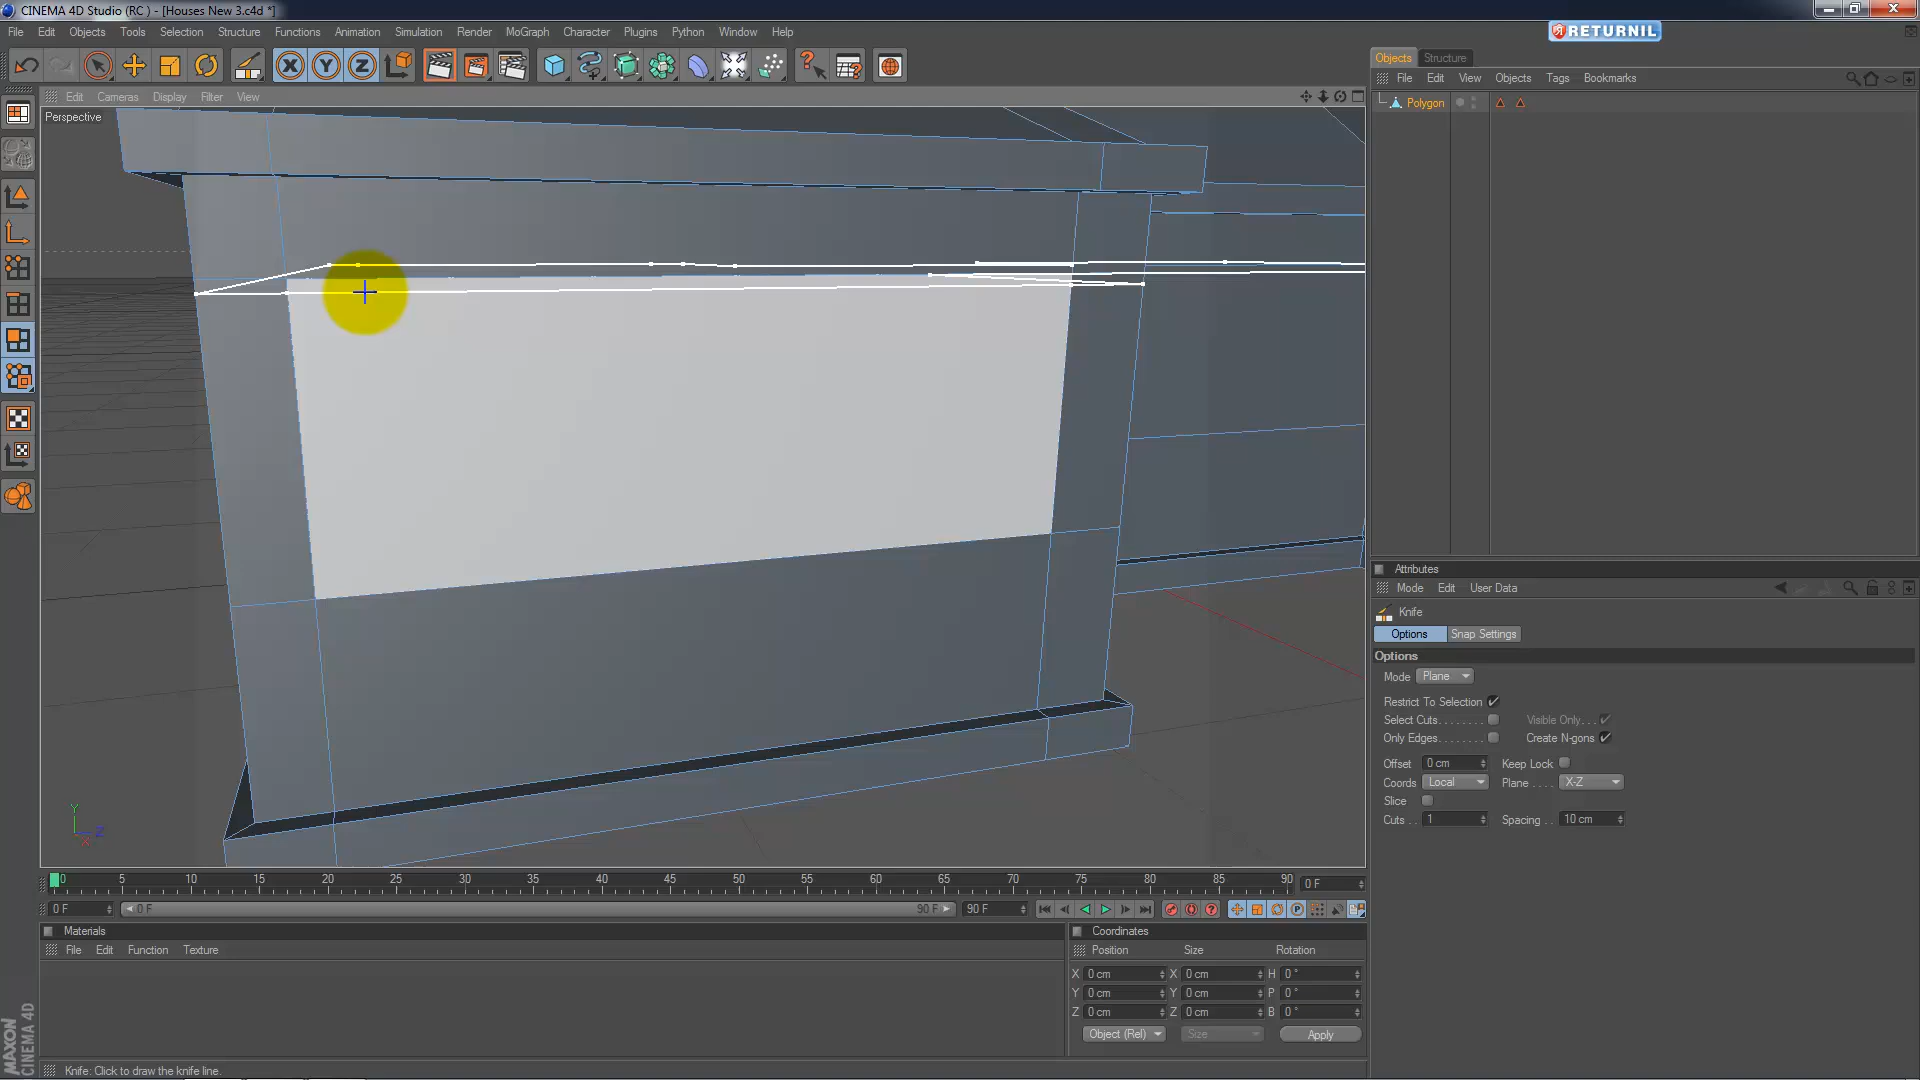 CINEMA 4D Studio (RC ) - [Houses New 3.c4d *]
File Edit Objects Tools Selection Structure Functions Animation Simulation Render MoGraph Character Plugins Python Window Help
RETURNIL
Objects Structure
File Edit View Objects Tags Bookmarks
Edit Cameras Display Filter View
Polygon
Perspective
Y
Z
X
Attributes
Mode Edit User Data
Knife
Options Snap Settings
Options
Mode Plane
Restrict To Selection
Select Cuts. . . . . . . Visible Only. . .
Only Edges. . . . . . . Create N-gons
Offset 0 cm Keep Lock
Coords Local Plane . . . . X-Z
Slice
Cuts . . 1 Spacing . . 10 cm
0 5 10 15 20 25 30 35 40 45 50 55 60 65 70 75 80 85 90 0 F
0 F 0 F 90 F 90 F
Materials
File Edit Function Texture
Coordinates
Position Size Rotation
X 0 cm X 0 cm H 0 °
Y 0 cm Y 0 cm P 0 °
Z 0 cm Z 0 cm B 0 °
Object (Rel) Size Apply
MAXON
CINEMA 4D
Knife: Click to draw the knife line.